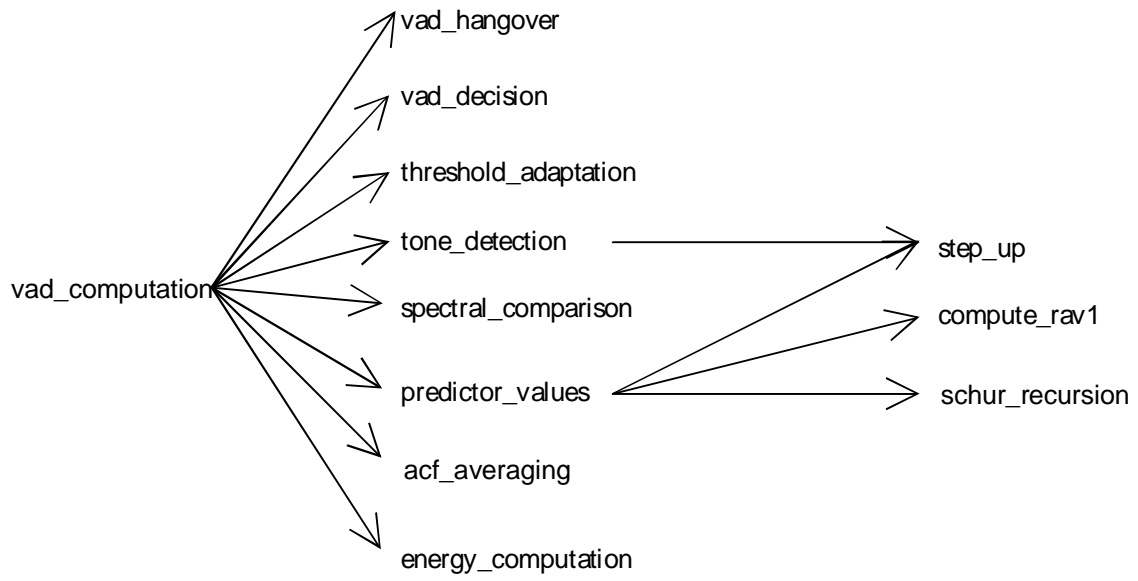 vad_hangover
vad_decision
threshold_adaptation
tone_detection
step_up
vad_computation
spectral_comparison
compute_rav1
predictor_values
schur_recursion
acf_averaging
energy_computation